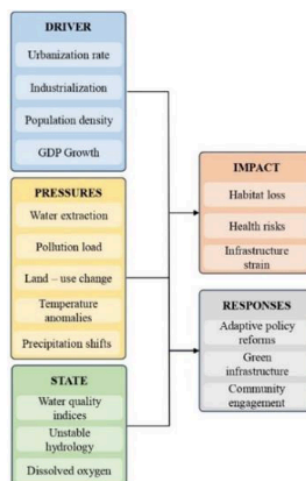 DRIVER
Urbanization rate
Industrialization
Population density
GDP Growth
PRESSURES
Water extraction
Pollution load
Land – use change
Temperature
anomalies
Precipitation shifts
STATE
Water quality
indices
Unstable
hydrology
Dissolved oxygen
IMPACT
Habitat loss
Health risks
Infrastructure
strain
RESPONSES
Adaptive policy
reforms
Green
infrastructure
Community
engagement